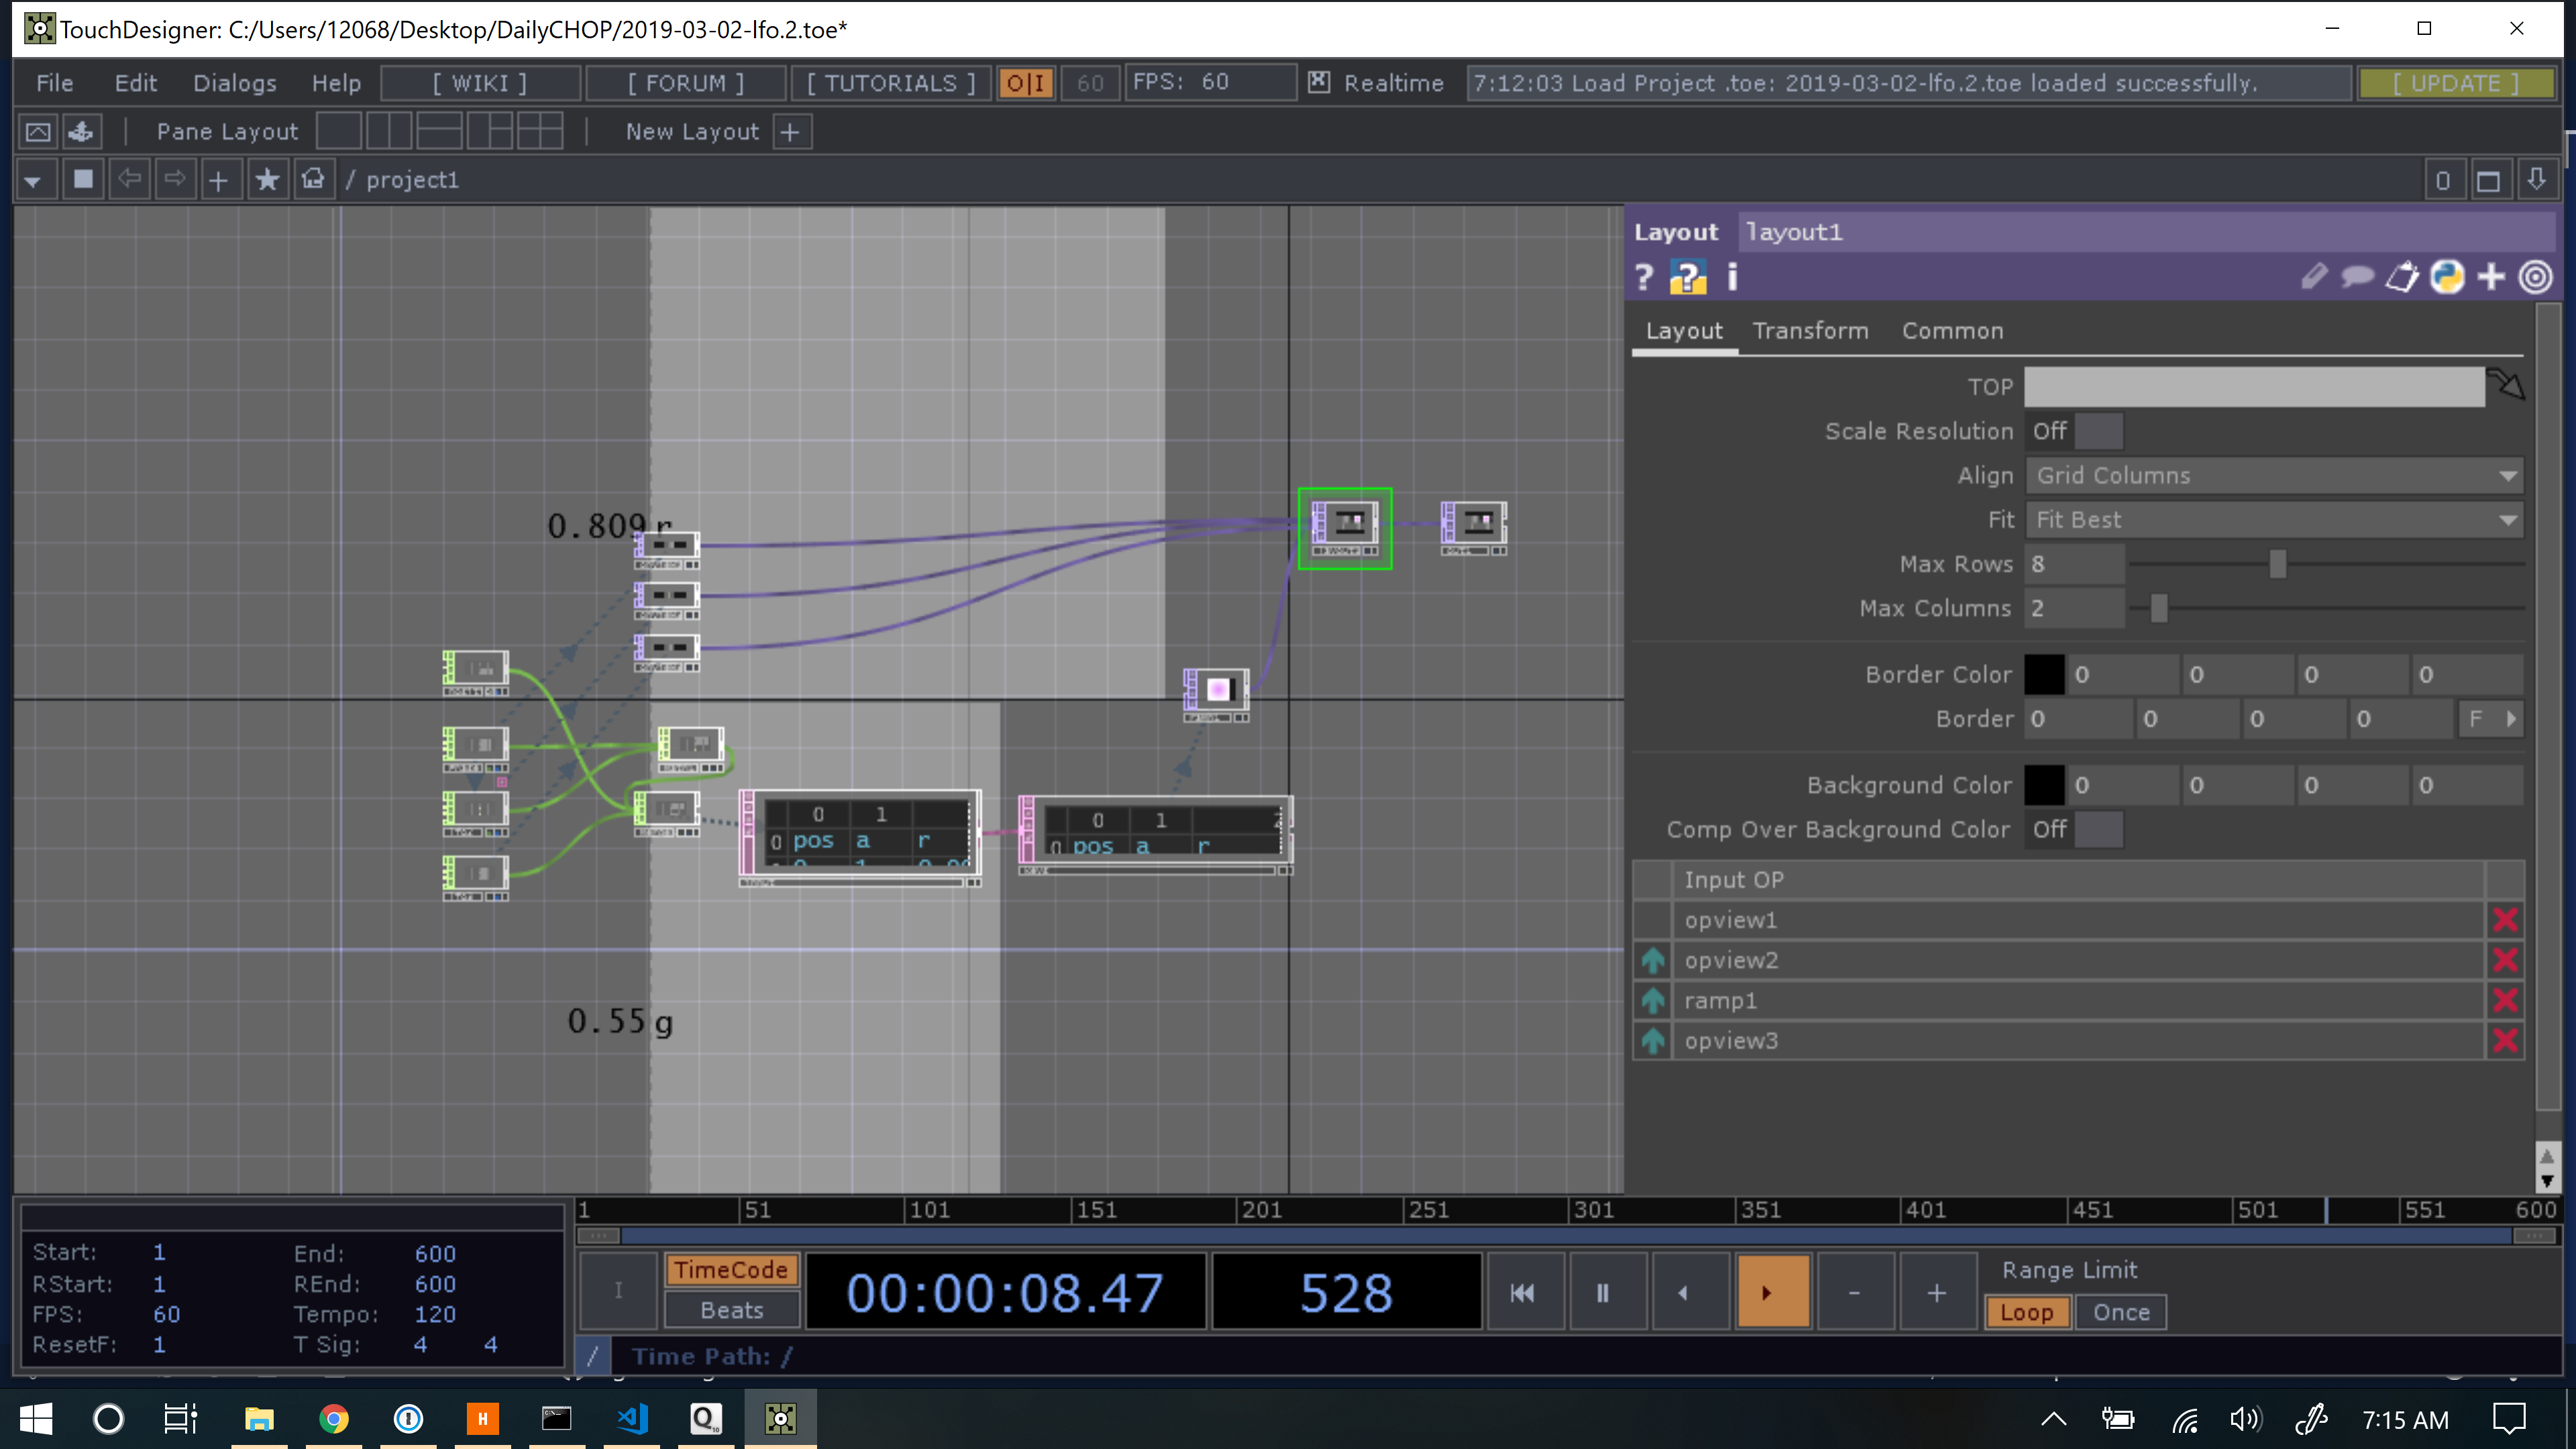 TouchDesigner: C:/Users/12068/Desktop/DailyCHOP/2019-03-02-lfo.2.toe*
File Edit Dialogs Help [ WIKI ] [ FORUM ] [ TUTORIALS ] O|I 60 FPS: 60 Realtime 7:12:03 Load Project .toe: 2019-03-02-lfo.2.toe loaded successfully. [ UPDATE ]
Pane Layout New Layout +
/ project1 0
Layout layout1
? ? i
Layout Transform Common
TOP
Scale Resolution Off
Align Grid Columns
Fit Fit Best
Max Rows 8
Max Columns 2
Border Color 0 0 0 0
Border 0 0 0 0 F
Background Color 0 0 0 0
Comp Over Background Color Off
Input OP
opview1
opview2
ramp1
opview3
0.809 r
0 1
0 pos a r
0 1
0 pos a r
0.55 g
1 51 101 151 201 251 301 351 401 451 501 551 600
Start: 1 End: 600
RStart: 1 REnd: 600
FPS: 60 Tempo: 120
ResetF: 1 T Sig: 4 4
I TimeCode 00:00:08.47 528 - + Range Limit
Beats Loop Once
/ Time Path: /
7:15 AM